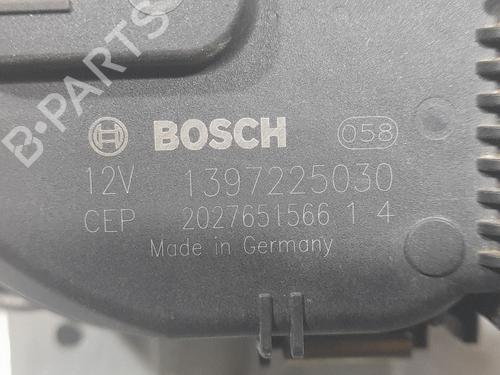 B-PARTS
BOSCH 058
12V 1397225030
CEP 2027651566 1 4
Made in Germany